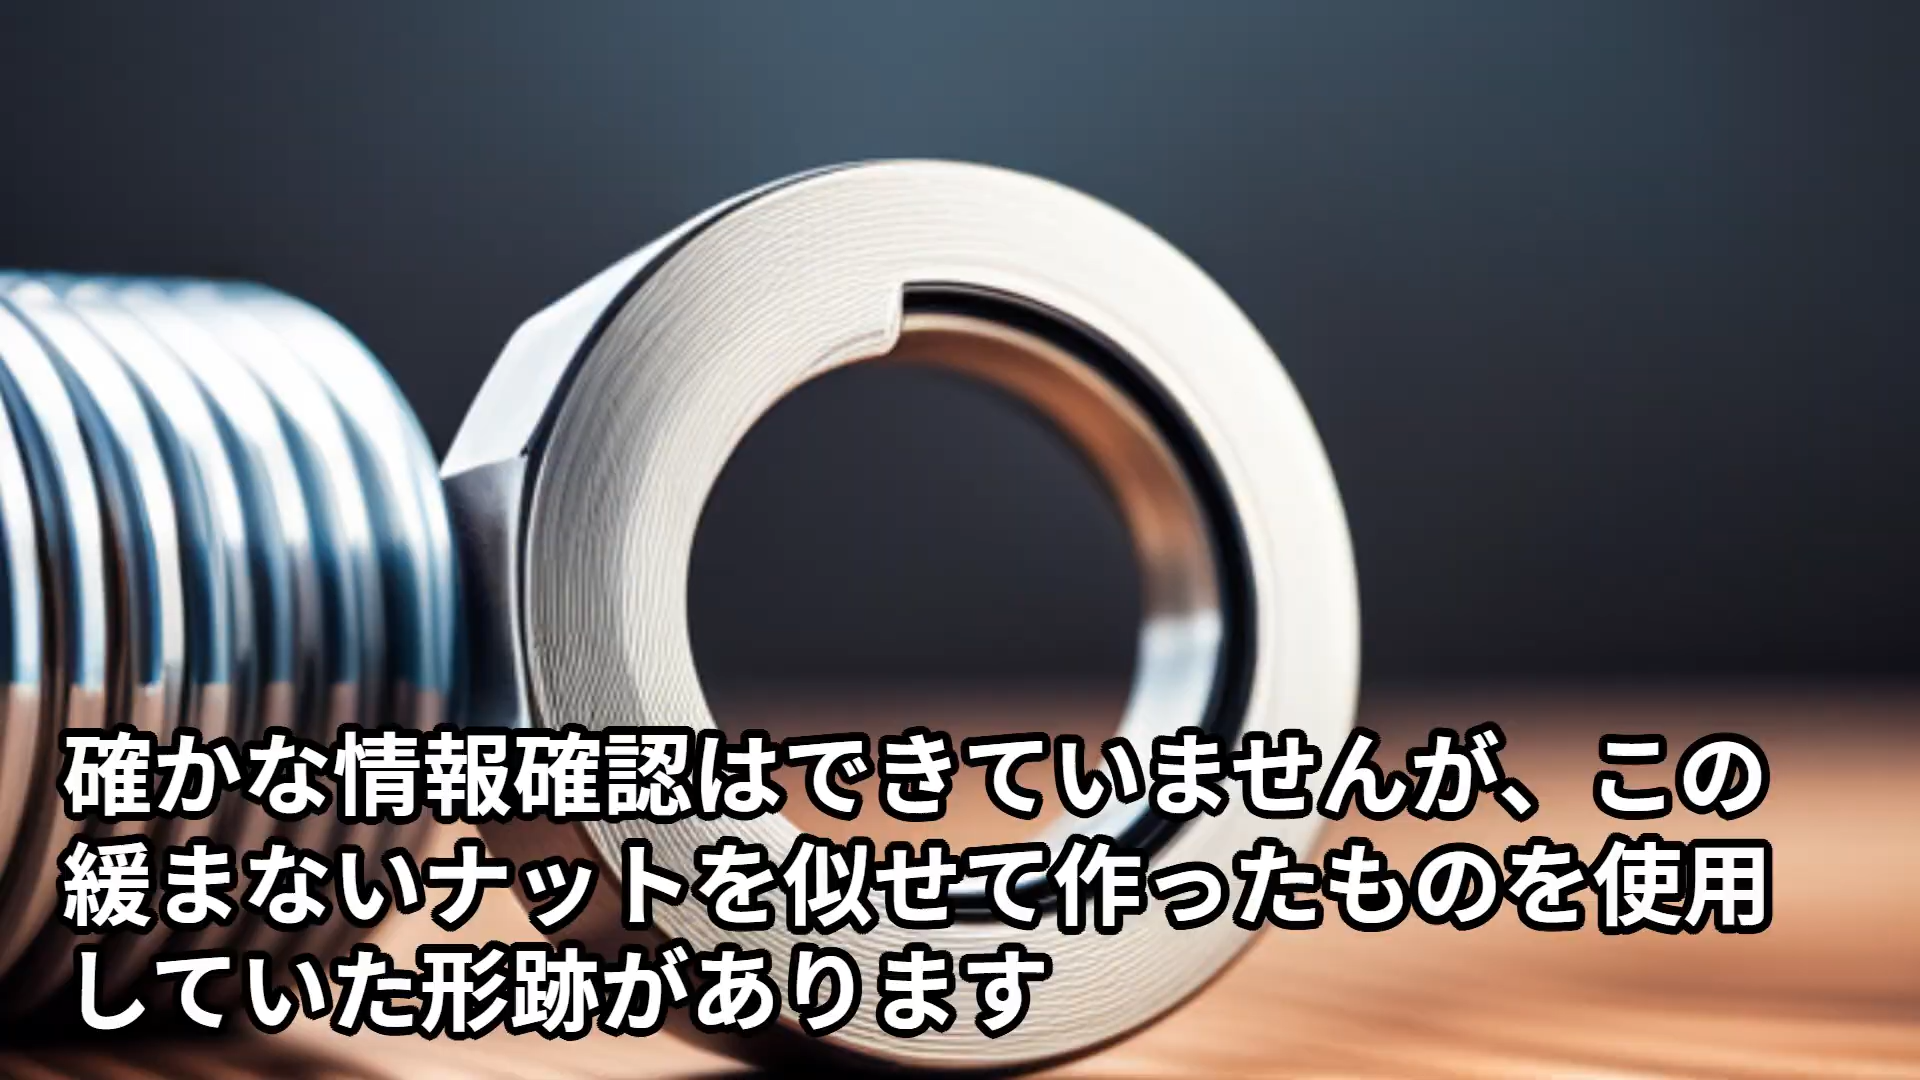 確かな情報確認はできていませんが、この
緩まないナットを似せて作ったものを使用
していた形跡があります